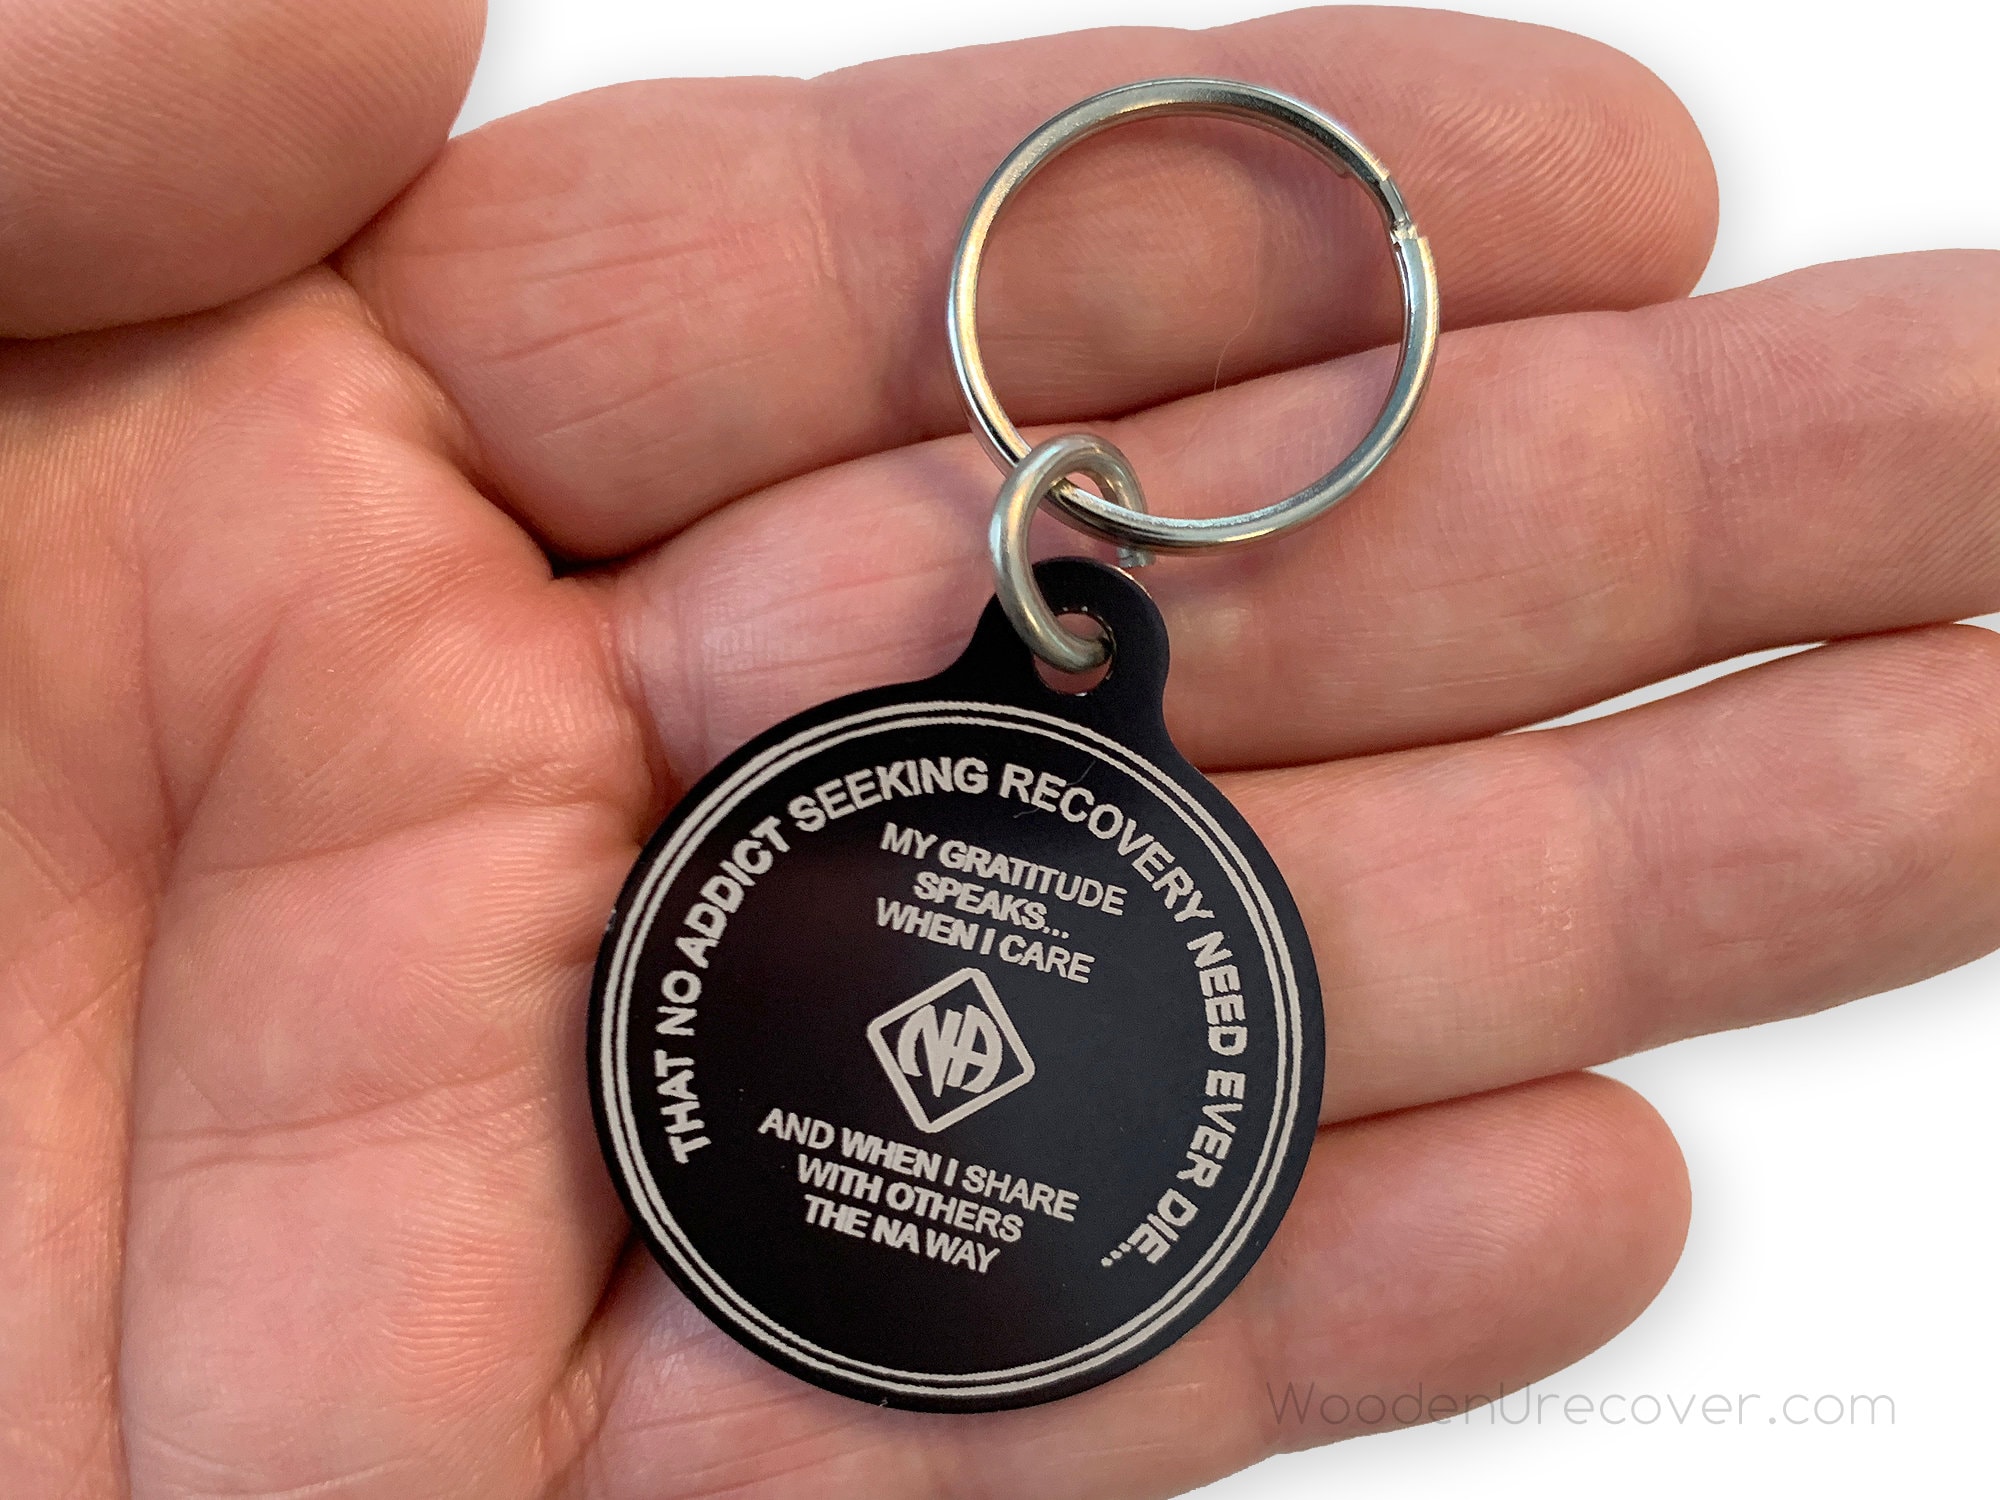 THAT NO ADDICT SEEKING RECOVERY NEED EVER DIE...
MY GRATITUDE
SPEAKS...
WHEN I CARE
NA
AND WHEN I SHARE
WITH OTHERS
THE NA WAY
WoodenUrecover.com